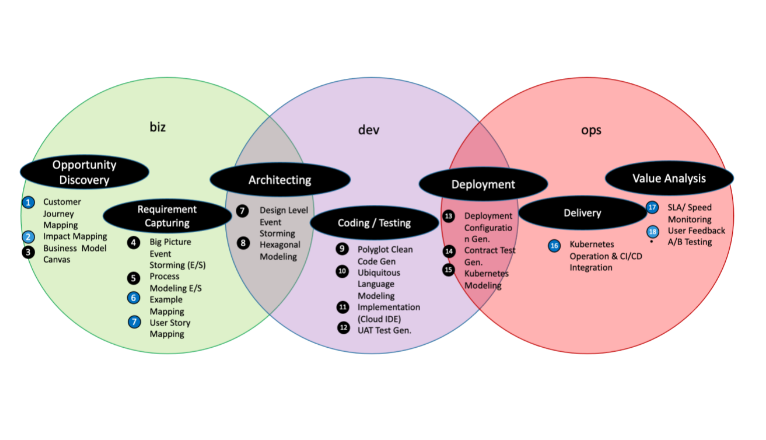 biz
dev
ops
Opportunity
Discovery
1 Customer
Journey
Mapping
2 Impact Mapping
3 Business Model
Canvas
Requirement
Capturing
4 Big Picture
Event
Storming (E/S)
5 Process
Modeling E/S
6 Example
Mapping
7 User Story
Mapping
Architecting
7 Design Level
Event
Storming
8 Hexagonal
Modeling
Coding / Testing
9 Polyglot Clean
Code Gen
10 Ubiquitous
Language
Modeling
11 Implementation
(Cloud IDE)
12 UAT Test Gen.
Deployment
13 Deployment
Configuratio
n Gen.
14 Contract Test
Gen.
15 Kubernetes
Modeling
Delivery
16 Kubernetes
Operation & CI/CD
Integration
Value Analysis
17 SLA/ Speed
Monitoring
18 User Feedback
• A/B Testing